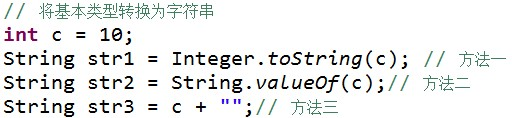 // 将基本类型转换为字符串
int c = 10;
String str1 = Integer.toString(c); // 方法一
String str2 = String.valueOf(c);// 方法二
String str3 = c + "";// 方法三